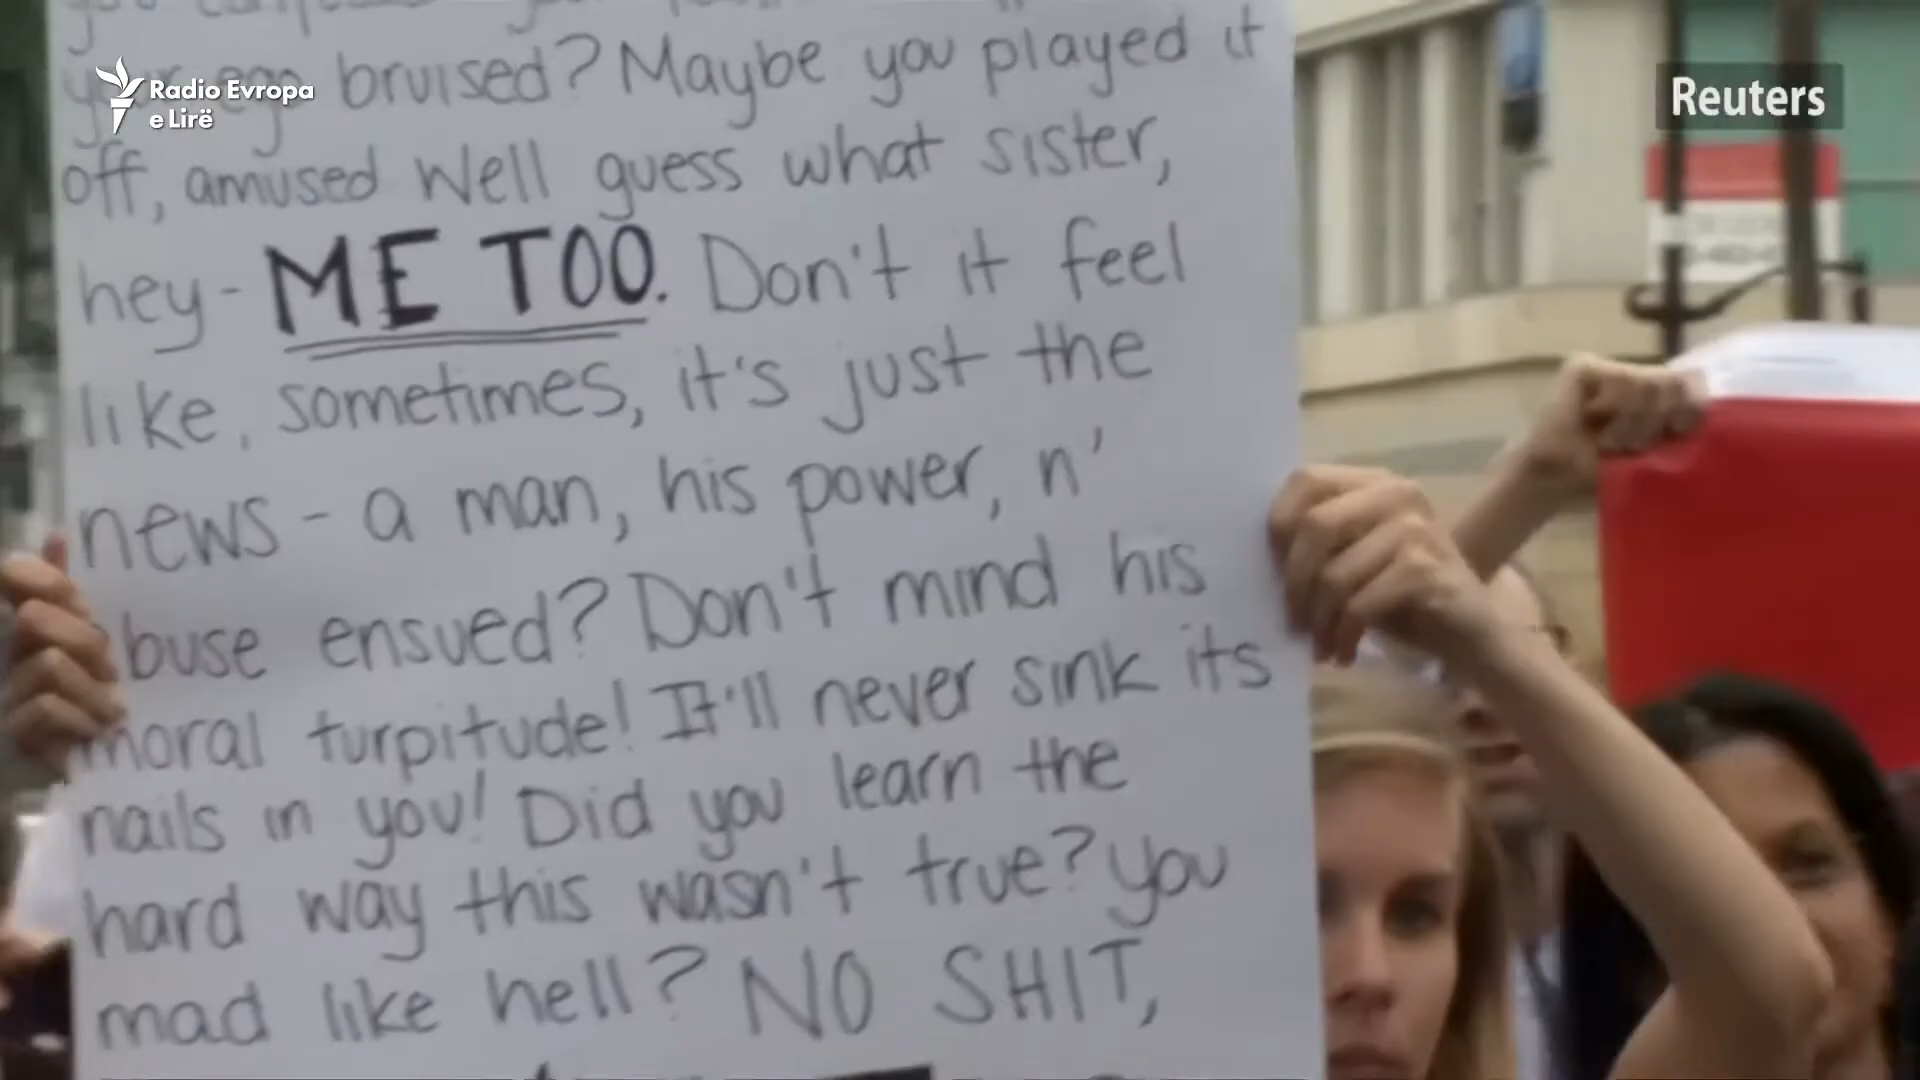 bruised? Maybe you played it
off, amused Well guess what sister,
hey - ME TOO. Don't it feel
like, sometimes, it's just the
news - a man, his power, n'
buse ensued? Don't mind his
moral turpitude! It'll never sink its
nails in you! Did you learn the
hard way this wasn't true? You
mad like hell? NO SHIT,
Radio Evropa
e Lirë
Reuters